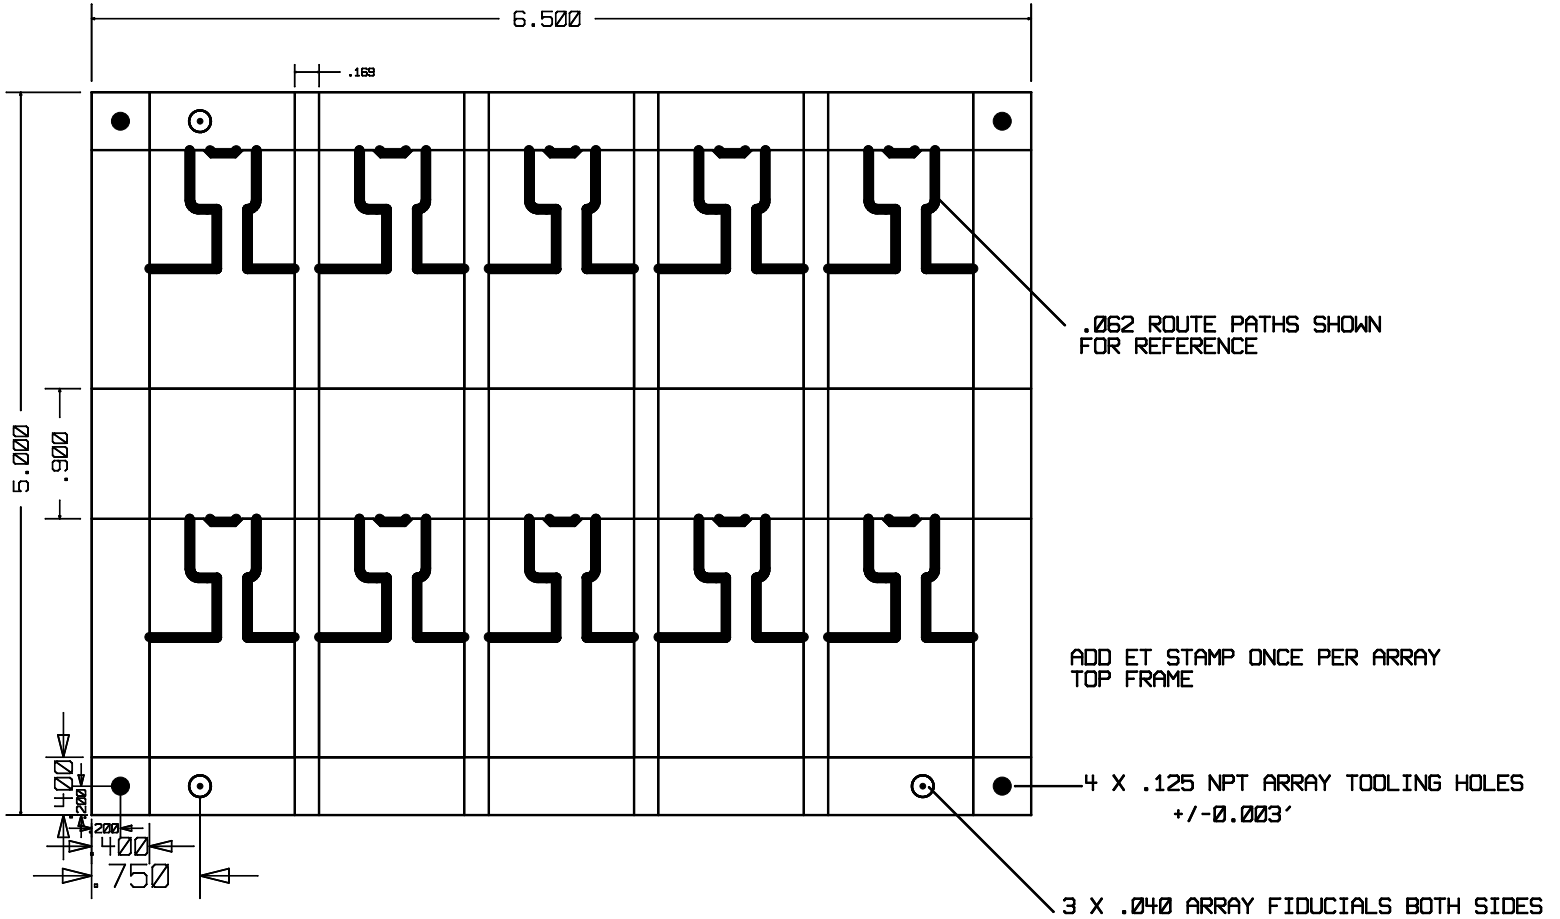 6.500
.169
.062 ROUTE PATHS SHOWN
FOR REFERENCE
5.000
.900
ADD ET STAMP ONCE PER ARRAY
TOP FRAME
.400
.200
4 X .125 NPT ARRAY TOOLING HOLES
+/-0.003′
.200
.400
.750
3 X .040 ARRAY FIDUCIALS BOTH SIDES